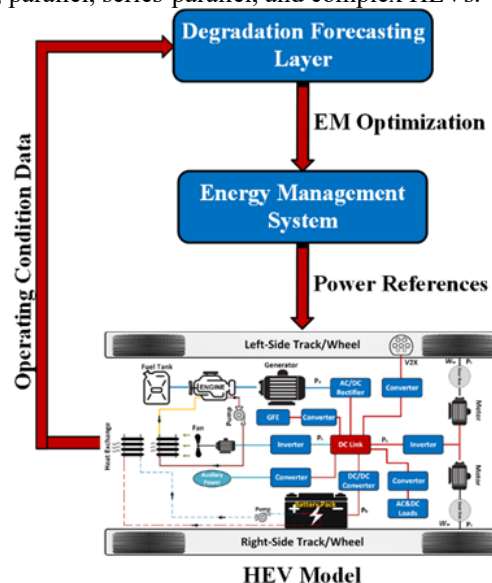 , parallel, series-parallel, and complex HEVs.
Degradation Forecasting
Layer
EM Optimization
Energy Management
System
Power References
Operating Condition Data
Left-Side Track/Wheel
V2X
Fuel Tank
ENGINE
Generator
Pump
Fan
Heat Exchange
AC/DC
Rectifier
Converter
GFE
Converter
Inverter
DC Link
Inverter
Motor
Motor
Auxiliary
Power
Converter
DC/DC
Converter
Converter
AC&DC
Loads
Pump
Battery Pack
Right-Side Track/Wheel
HEV Model